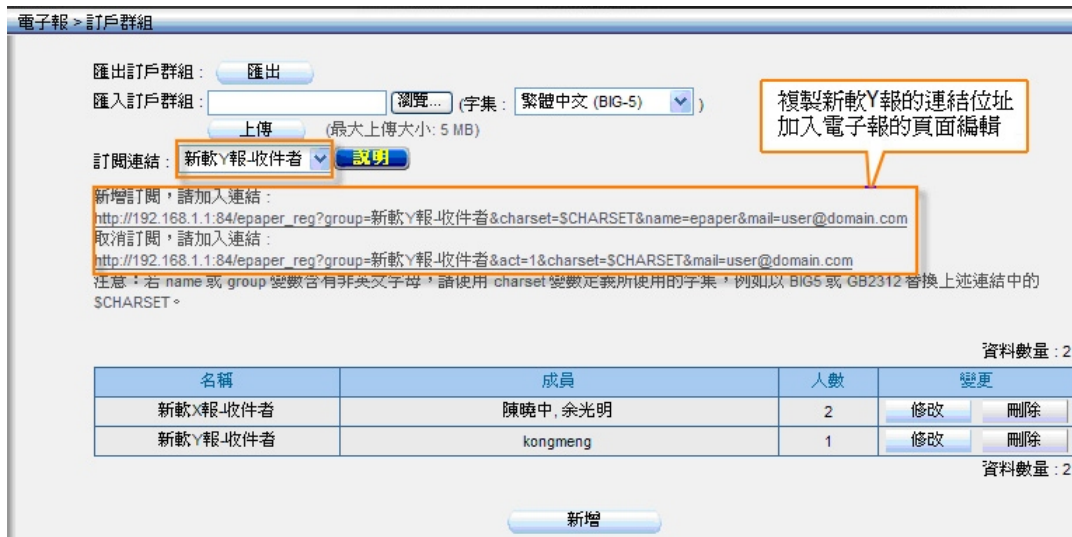 電子報 > 訂戶群組
匯出訂戶群組 : 匯出
匯入訂戶群組 : 瀏覽... (字集 : 繁體中文 (BIG-5) )
上傳 (最大上傳大小: 5 MB)
複製新軟Y報的連結位址
加入電子報的頁面編輯
訂閱連結 : 新軟Y報-收件者 說明
新增訂閱，請加入連結 :
http://192.168.1.1:84/epaper_reg?group=新軟Y報-收件者&charset=$CHARSET&name=epaper&mail=user@domain.com
取消訂閱，請加入連結 :
http://192.168.1.1:84/epaper_reg?group=新軟Y報-收件者&act=1&charset=$CHARSET&mail=user@domain.com
注意：若 name 或 group 變數含有非英文字母，請使用 charset 變數定義所使用的字集，例如以 BIG5 或 GB2312 替換上述連結中的
$CHARSET。
資料數量 : 2
名稱 成員 人數 變更
新軟X報-收件者 陳曉中, 余光明 2 修改 刪除
新軟Y報-收件者 kongmeng 1 修改 刪除
資料數量 : 2
新增